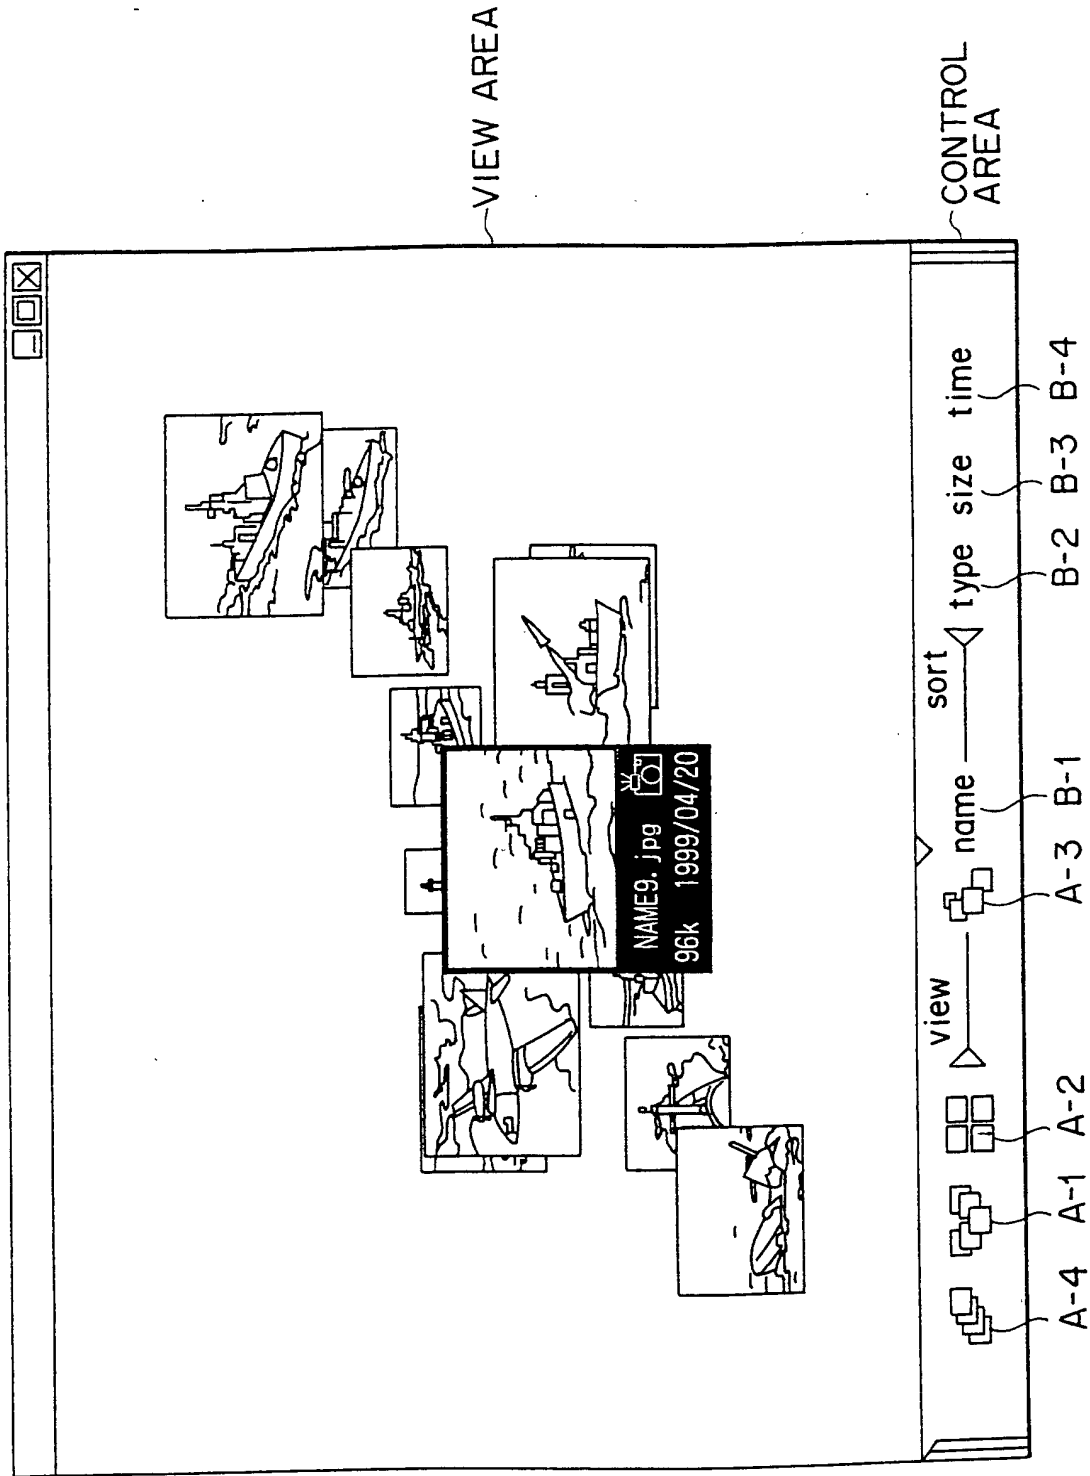 VIEW AREA
NAME9.jpg
96k 1999/04/20
view
sort
name
type
size
time
CONTROL
AREA
A-4
A-1
A-2
A-3
B-1
B-2
B-3
B-4